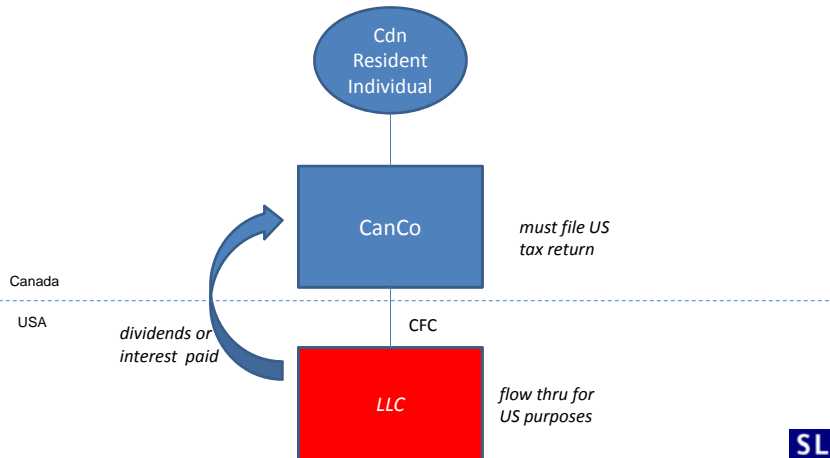 Cdn
Resident
Individual
CanCo
must file US
tax return
Canada
USA
CFC
dividends or
interest paid
LLC
flow thru for
US purposes
SL